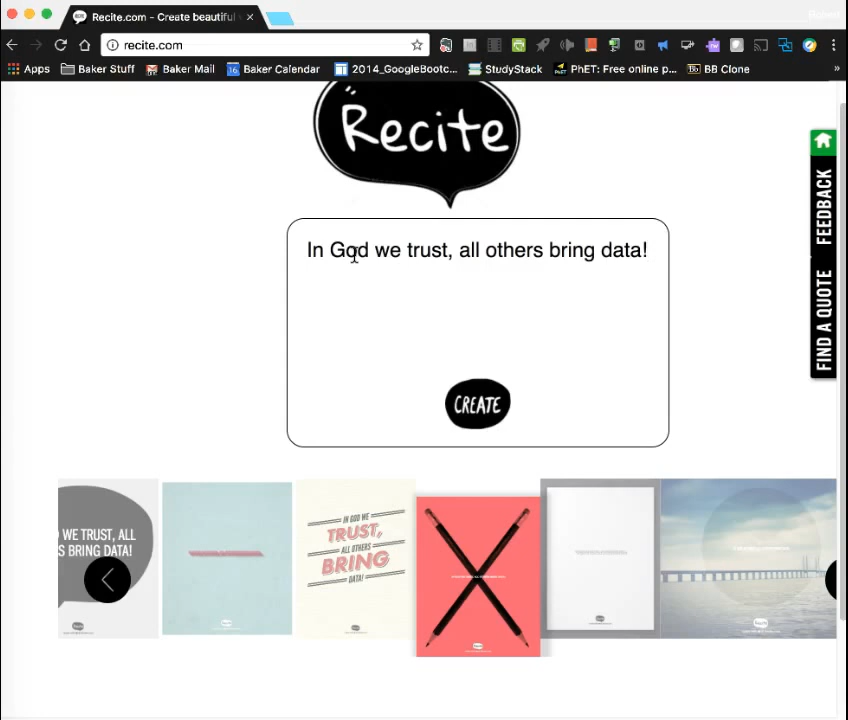 Recite.com - Create beautiful
recite.com
Apps
Baker Stuff
Baker Mail
16
Baker Calendar
2014_GoogleBootc...
StudyStack
PhET: Free online p...
BB Clone
»
Recite
In God we trust, all others bring data!
CREATE
FEEDBACK
FIND A QUOTE
WE TRUST, ALL
S BRING DATA!
IN GOD WE
TRUST,
ALL OTHERS
BRING
DATA!